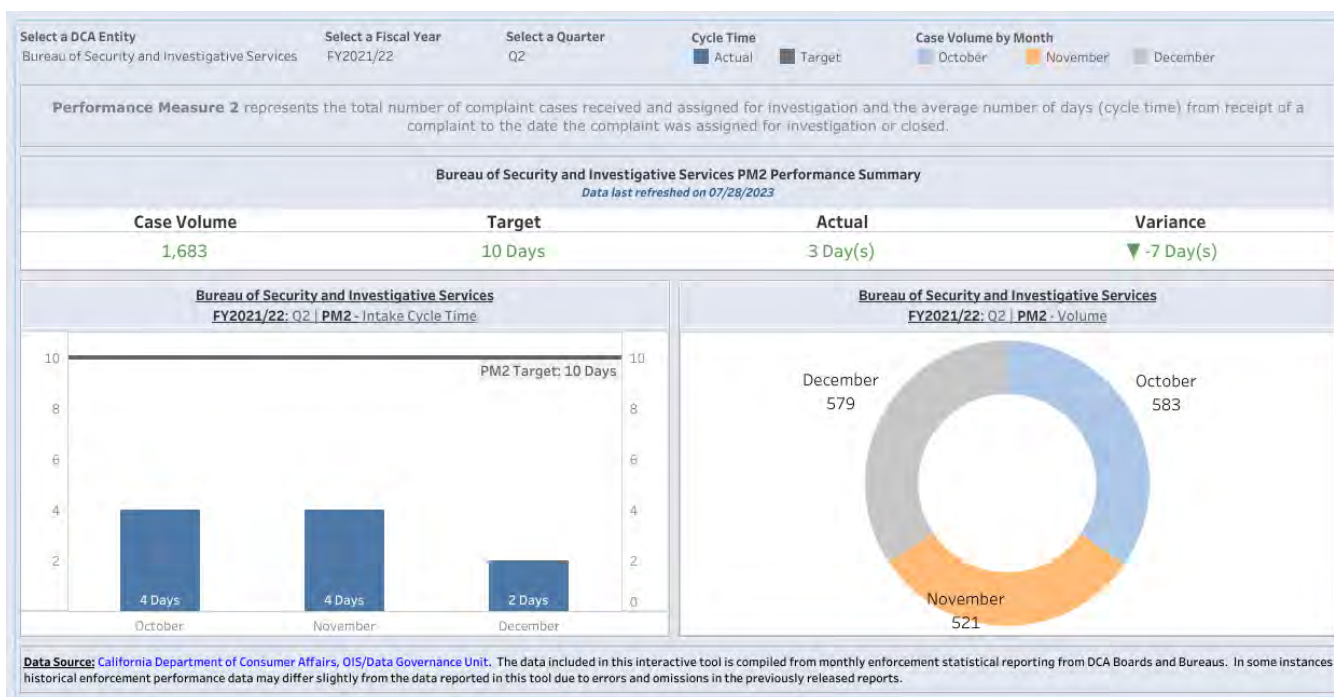 Select a DCA Entity
Select a Fiscal Year
Select a Quarter
Cycle Time
Case Volume by Month
Bureau of Security and Investigative Services
FY2021/22
Q2
Actual
Target
October
November
December
Performance Measure 2 represents the total number of complaint cases received and assigned for investigation and the average number of days (cycle time) from receipt of a
complaint to the date the complaint was assigned for investigation or closed.
Bureau of Security and Investigative Services PM2 Performance Summary
Data last refreshed on 07/28/2023
Case Volume
Target
Actual
Variance
1,683
10 Days
3 Day(s)
▼ -7 Day(s)
Bureau of Security and Investigative Services
FY2021/22: Q2 | PM2 - Intake Cycle Time
10
10
PM2 Target: 10 Days
8
8
6
6
4
4
2
2
0
4 Days
4 Days
2 Days
October
November
December
Bureau of Security and Investigative Services
FY2021/22: Q2 | PM2 - Volume
December
579
October
583
November
521
Data Source: California Department of Consumer Affairs, OIS/Data Governance Unit. The data included in this interactive tool is compiled from monthly enforcement statistical reporting from DCA Boards and Bureaus. In some instances
historical enforcement performance data may differ slightly from the data reported in this tool due to errors and omissions in the previously released reports.